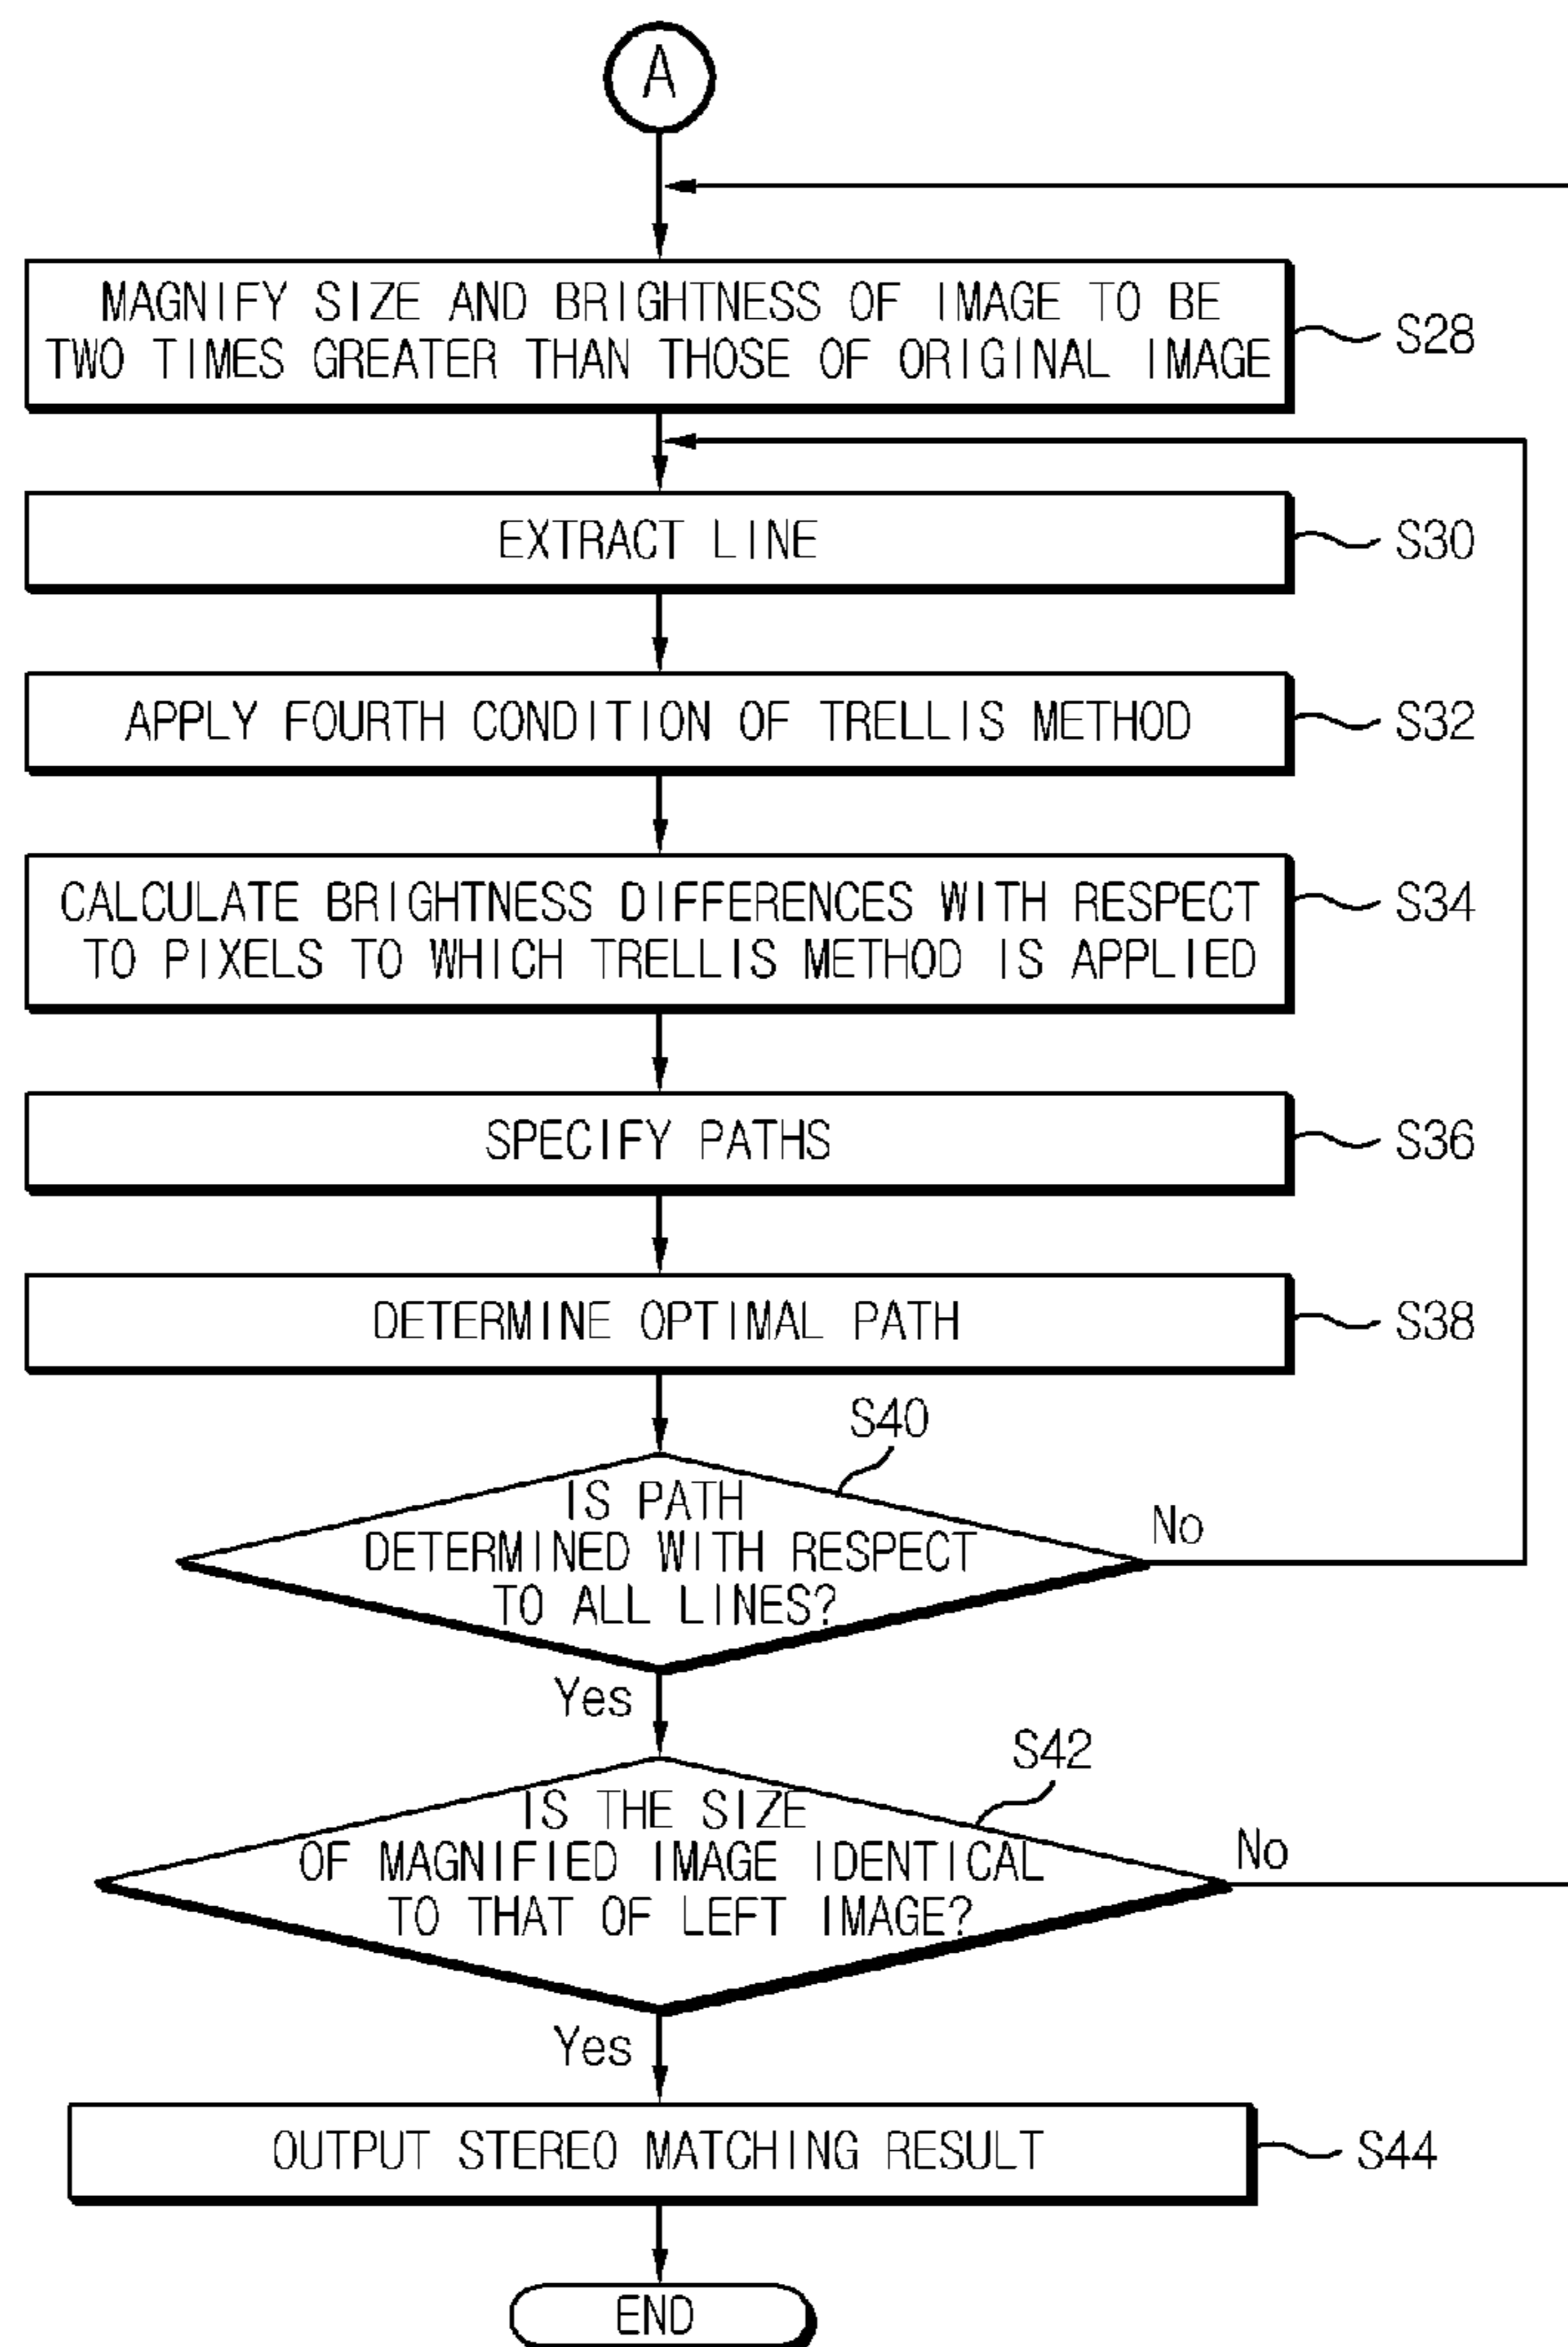 A
MAGNIFY SIZE AND BRIGHTNESS OF IMAGE TO BE
TWO TIMES GREATER THAN THOSE OF ORIGINAL IMAGE
S28
EXTRACT LINE
S30
APPLY FOURTH CONDITION OF TRELLIS METHOD
S32
CALCULATE BRIGHTNESS DIFFERENCES WITH RESPECT
TO PIXELS TO WHICH TRELLIS METHOD IS APPLIED
S34
SPECIFY PATHS
S36
DETERMINE OPTIMAL PATH
S38
S40
IS PATH
DETERMINED WITH RESPECT
TO ALL LINES?
No
Yes
S42
IS THE SIZE
OF MAGNIFIED IMAGE IDENTICAL
TO THAT OF LEFT IMAGE?
No
Yes
OUTPUT STEREO MATCHING RESULT
S44
END